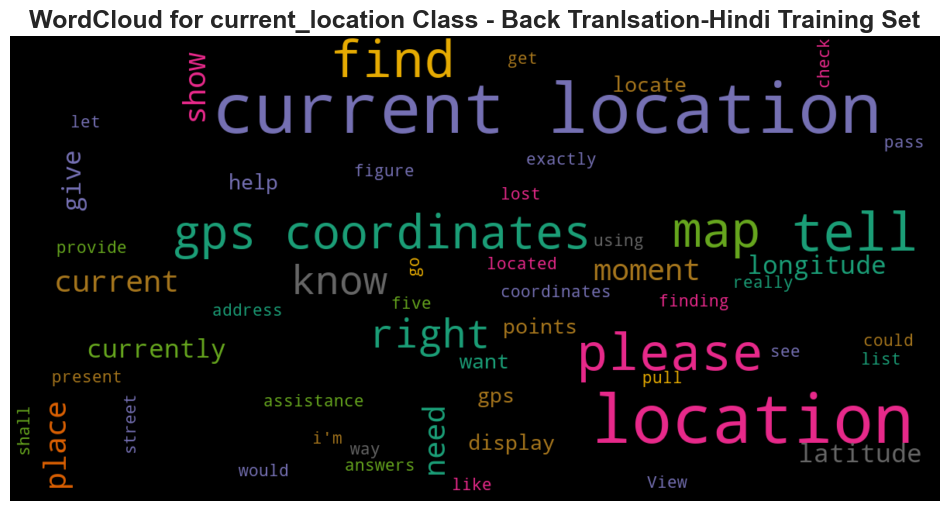 WordCloud for current_location Class - Back Tranlsation-Hindi Training Set
show
find
get
locate
check
current location
let
pass
give
help
figure
exactly
lost
gps coordinates
map
tell
provide
using
know
go
located
moment
longitude
current
coordinates
really
finding
address
five
right
points
currently
want
please
see
could
list
present
pull
place
shall
street
assistance
i'm
way
answers
would
need
gps
display
like
location
latitude
View